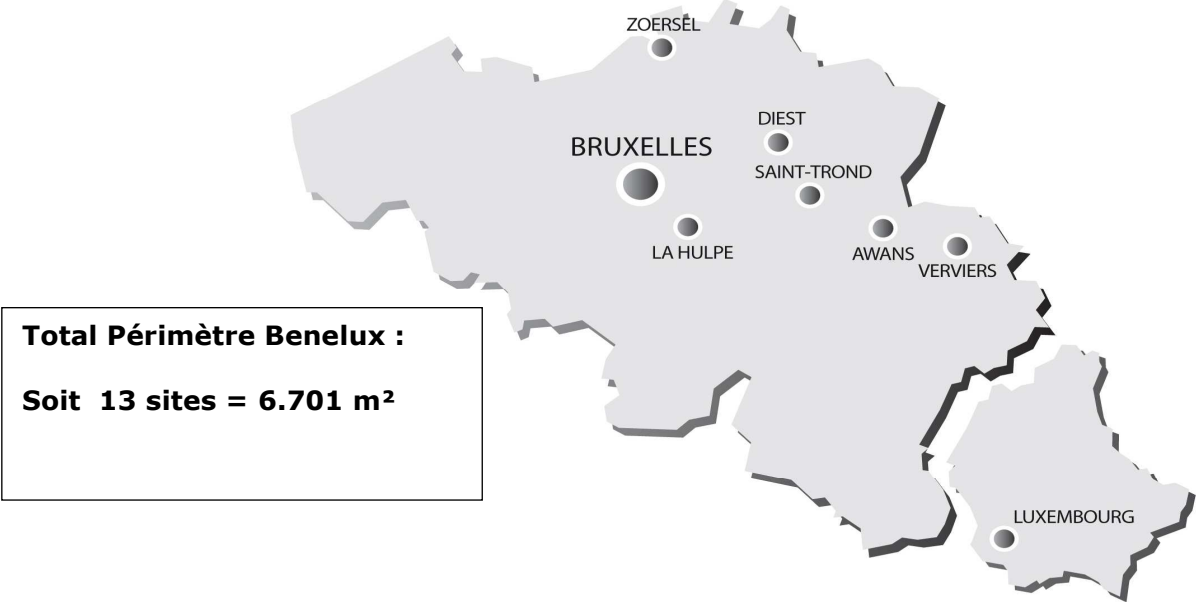 ZOERSEL
DIEST
BRUXELLES
SAINT-TROND
LA HULPE
AWANS
VERVIERS
Total Périmètre Benelux :
Soit 13 sites = 6.701 m²
LUXEMBOURG